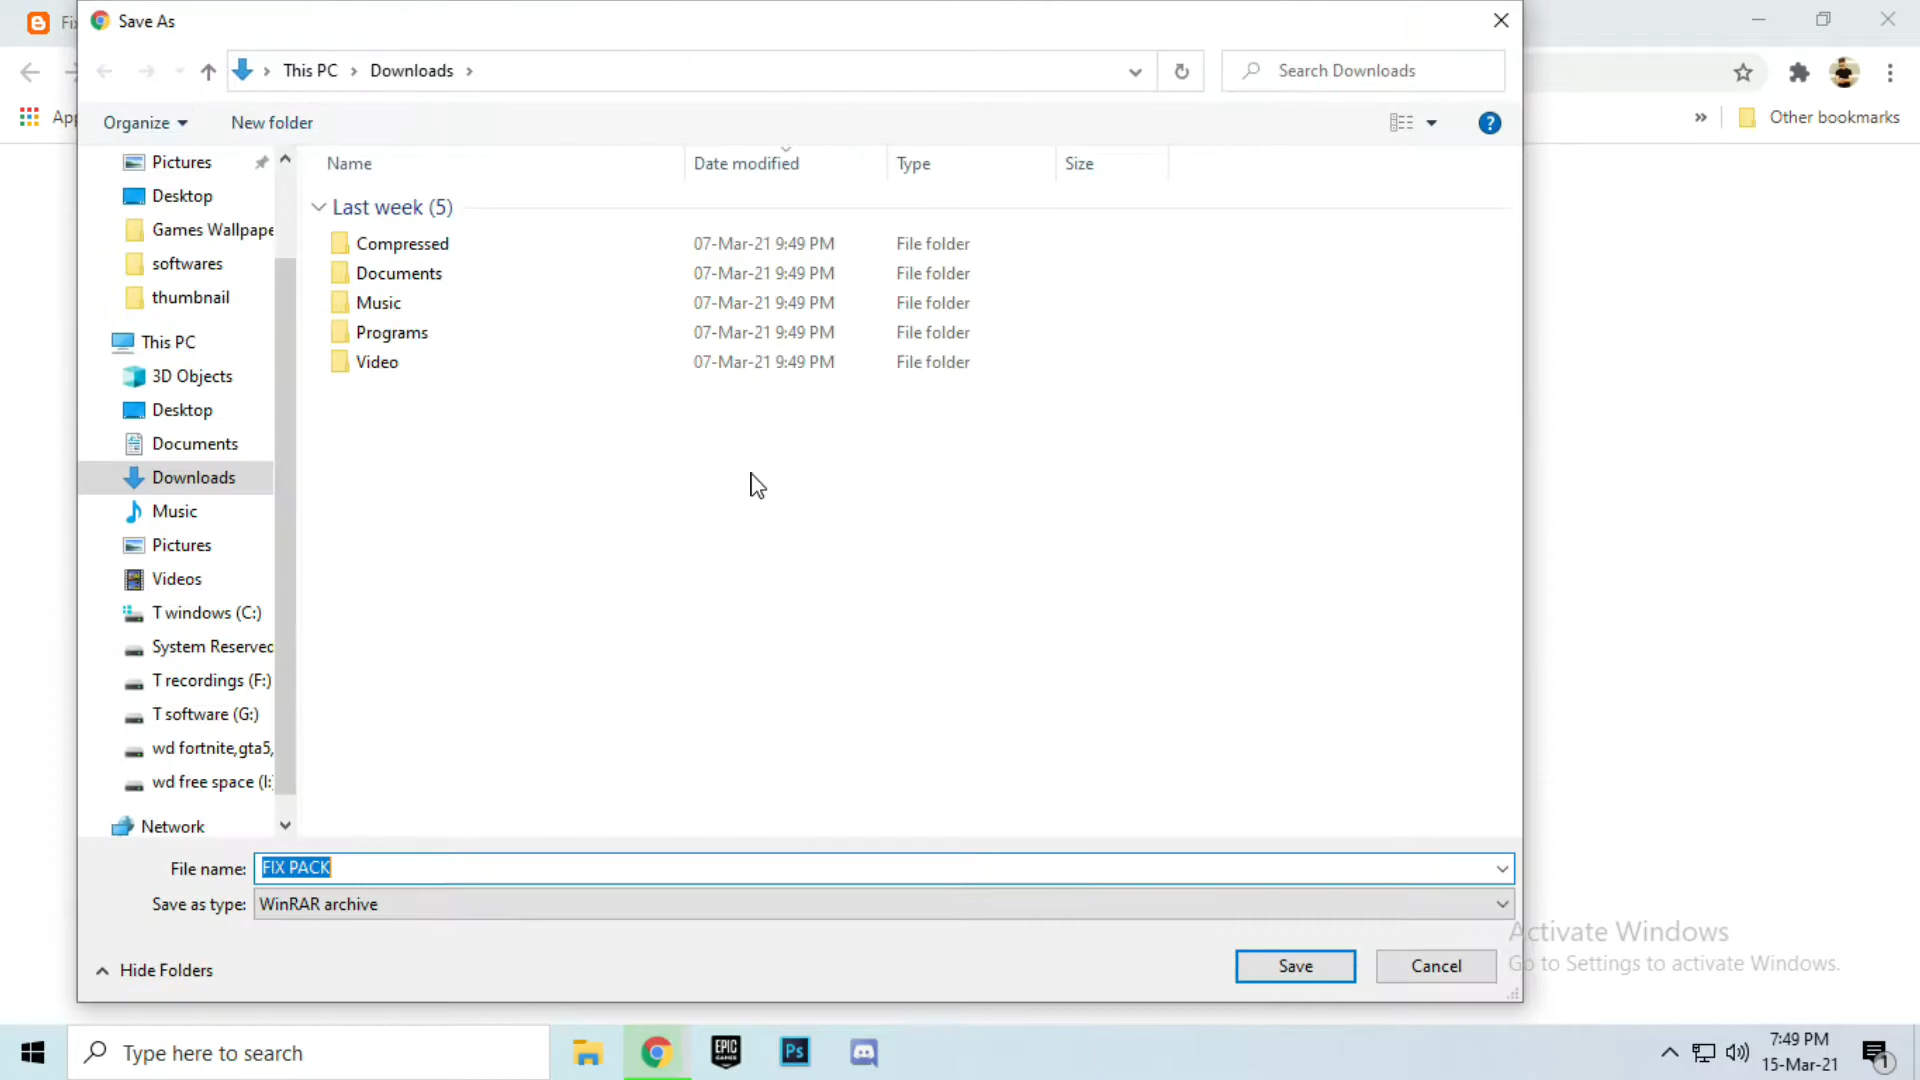 Save As
This PC
Downloads
Search Downloads
App
Organize
New folder
Other bookmarks
Name
Date modified
Type
Size
Last week (5)
Compressed 07-Mar-21 9:49 PM File folder
Documents 07-Mar-21 9:49 PM File folder
Music 07-Mar-21 9:49 PM File folder
Programs 07-Mar-21 9:49 PM File folder
Video 07-Mar-21 9:49 PM File folder
Pictures
Desktop
Games Wallpape
softwares
thumbnail
This PC
3D Objects
Desktop
Documents
Downloads
Music
Pictures
Videos
T windows (C:)
System Reserved
T recordings (F:)
T software (G:)
wd fortnite,gta5,
wd free space (I:
Network
File name: FIX PACK
Save as type: WinRAR archive
Hide Folders
Save
Cancel
Activate Windows
Go to Settings to activate Windows.
Type here to search
EPIC
GAMES
Ps
7:49 PM
15-Mar-21
1